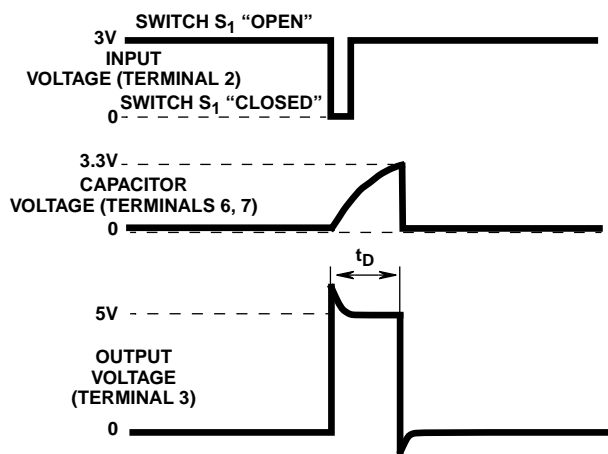 SWITCH S1 “OPEN”
3V
INPUT
VOLTAGE (TERMINAL 2)
SWITCH S1 “CLOSED”
0
3.3V
CAPACITOR
VOLTAGE (TERMINALS 6, 7)
0
tD
5V
OUTPUT
VOLTAGE
(TERMINAL 3)
0